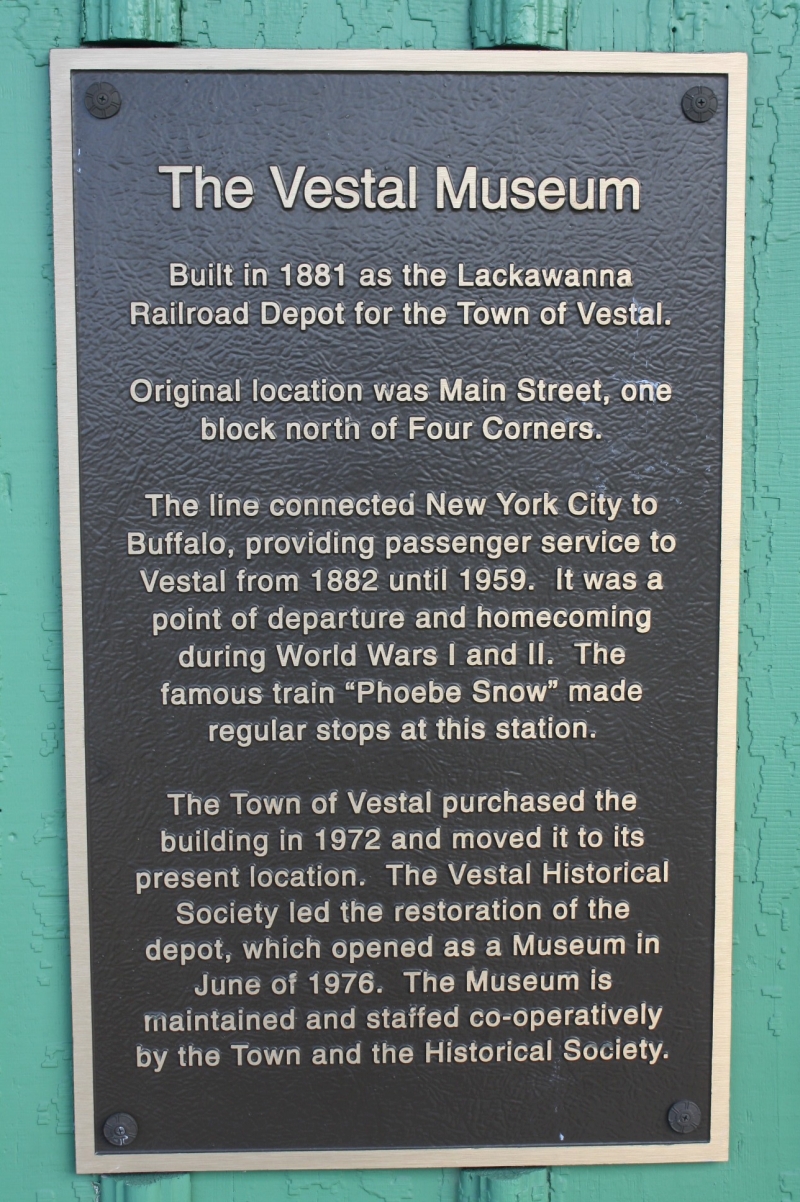 The Vestal Museum
Built in 1881 as the Lackawanna
Railroad Depot for the Town of Vestal.
Original location was Main Street, one
block north of Four Corners.
The line connected New York City to
Buffalo, providing passenger service to
Vestal from 1882 until 1959.  It was a
point of departure and homecoming
during World Wars I and II.  The
famous train “Phoebe Snow” made
regular stops at this station.
The Town of Vestal purchased the
building in 1972 and moved it to its
present location.  The Vestal Historical
Society led the restoration of the
depot, which opened as a Museum in
June of 1976.  The Museum is
maintained and staffed co-operatively
by the Town and the Historical Society.